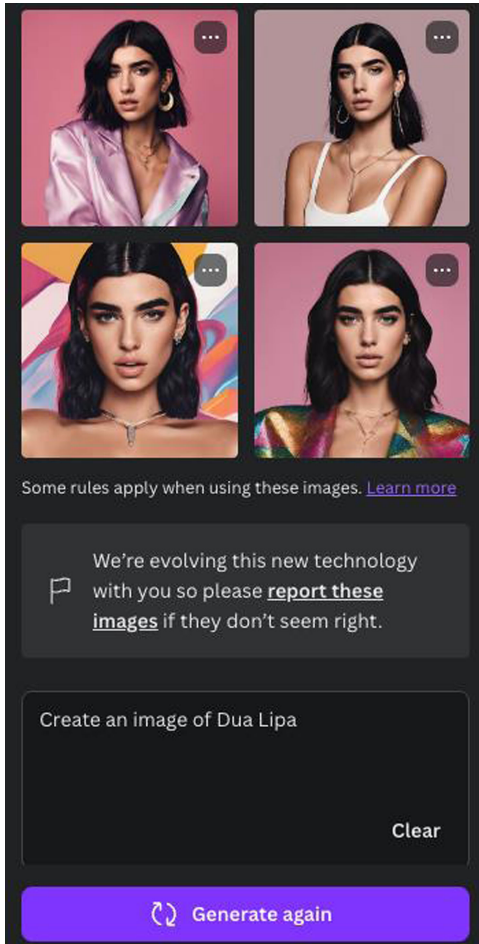 Some rules apply when using these images. Learn more
We’re evolving this new technology
with you so please report these
images if they don’t seem right.
Create an image of Dua Lipa
Clear
Generate again